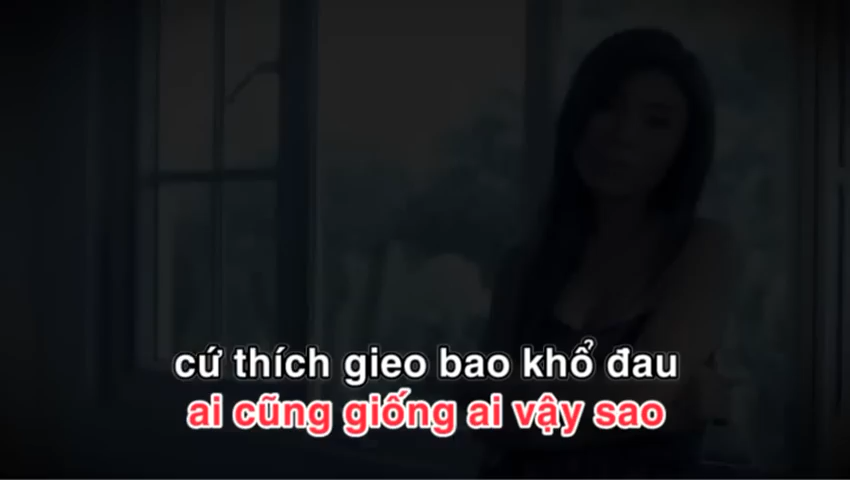 cứ thích gieo bao khổ đau
ai cũng giống ai vậy sao